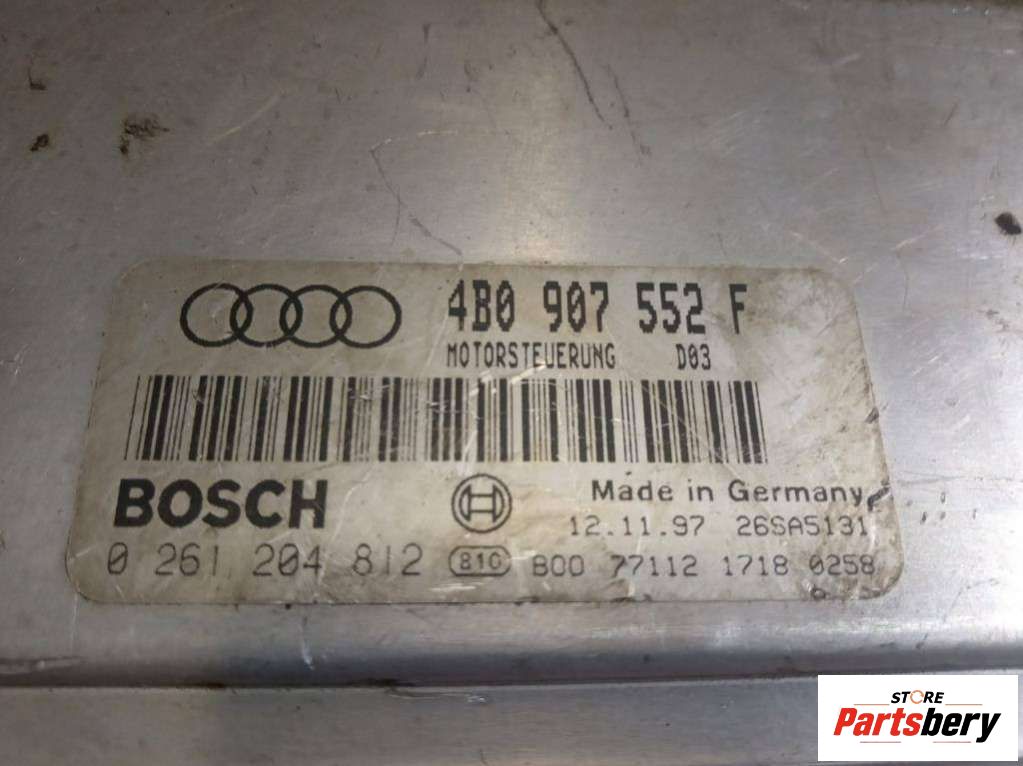 4B0 907 552 F
MOTORSTEUERUNG D03
BOSCH Made in Germany
12.11.97 26SA5131
0 261 204 812 810 B00 77112 1718 0258
STORE
Partsbery